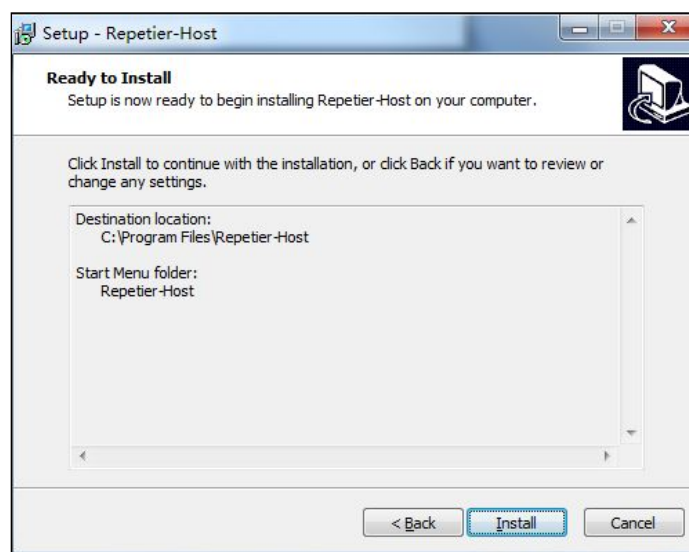 Setup - Repetier-Host
Ready to Install
Setup is now ready to begin installing Repetier-Host on your computer.
Click Install to continue with the installation, or click Back if you want to review or
change any settings.
Destination location:
C:\Program Files\Repetier-Host
Start Menu folder:
Repetier-Host
< Back
Install
Cancel